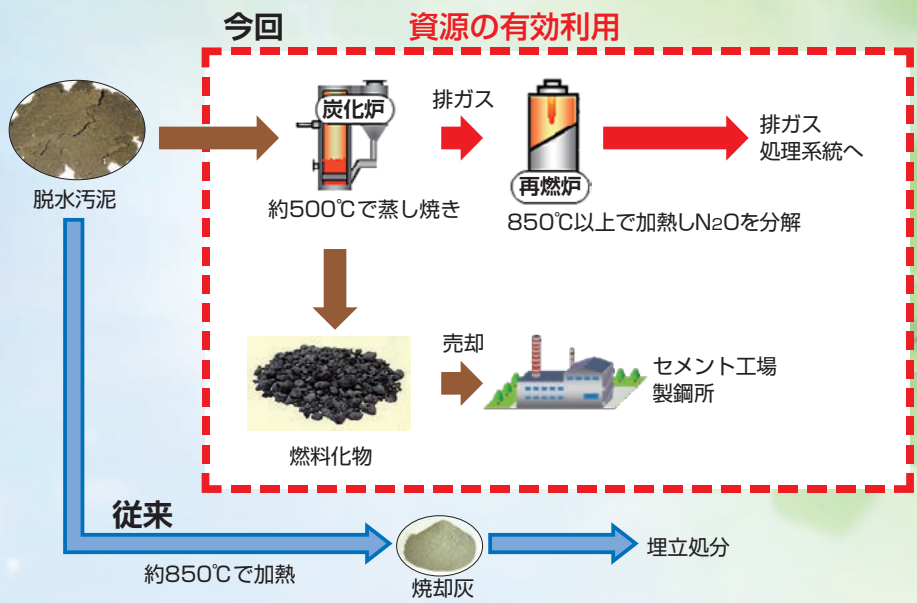 今回
資源の有効利用
脱水汚泥
炭化炉
約500℃で蒸し焼き
排ガス
再燃炉
850℃以上で加熱しN2Oを分解
排ガス
処理系統へ
燃料化物
売却
セメント工場
製鋼所
従来
約850℃で加熱
焼却灰
埋立処分